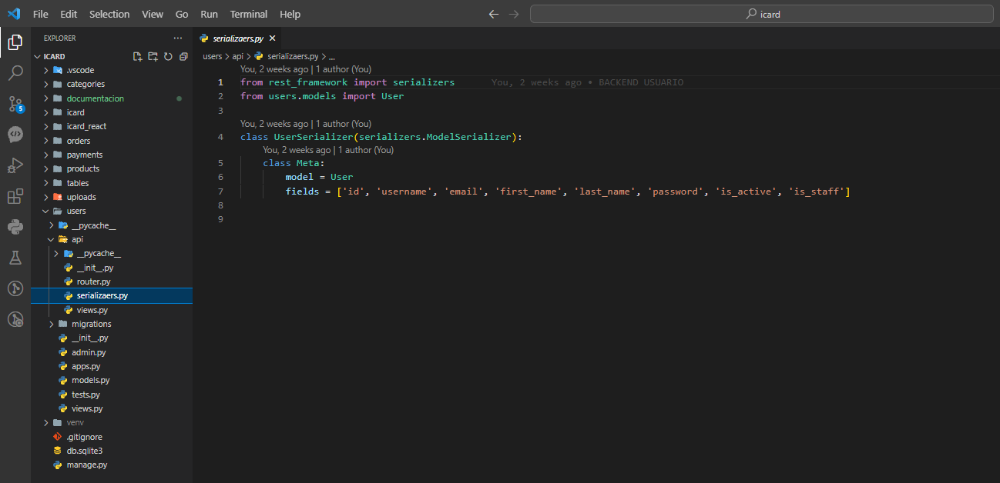 File Edit Selection View Go Run Terminal Help
icard
EXPLORER
ICARD
.vscode
categories
documentacion
icard
icard_react
orders
payments
products
tables
uploads
users
__pycache__
api
__pycache__
__init__.py
router.py
serializaers.py
views.py
migrations
__init__.py
admin.py
apps.py
models.py
tests.py
views.py
venv
.gitignore
db.sqlite3
manage.py
5
serializaers.py
users > api > serializaers.py > ...
You, 2 weeks ago | 1 author (You)
1 from rest_framework import serializers You, 2 weeks ago • BACKEND USUARIO
2 from users.models import User
3
You, 2 weeks ago | 1 author (You)
4 class UserSerializer(serializers.ModelSerializer):
You, 2 weeks ago | 1 author (You)
5 class Meta:
6 model = User
7 fields = ['id', 'username', 'email', 'first_name', 'last_name', 'password', 'is_active', 'is_staff']
8
9